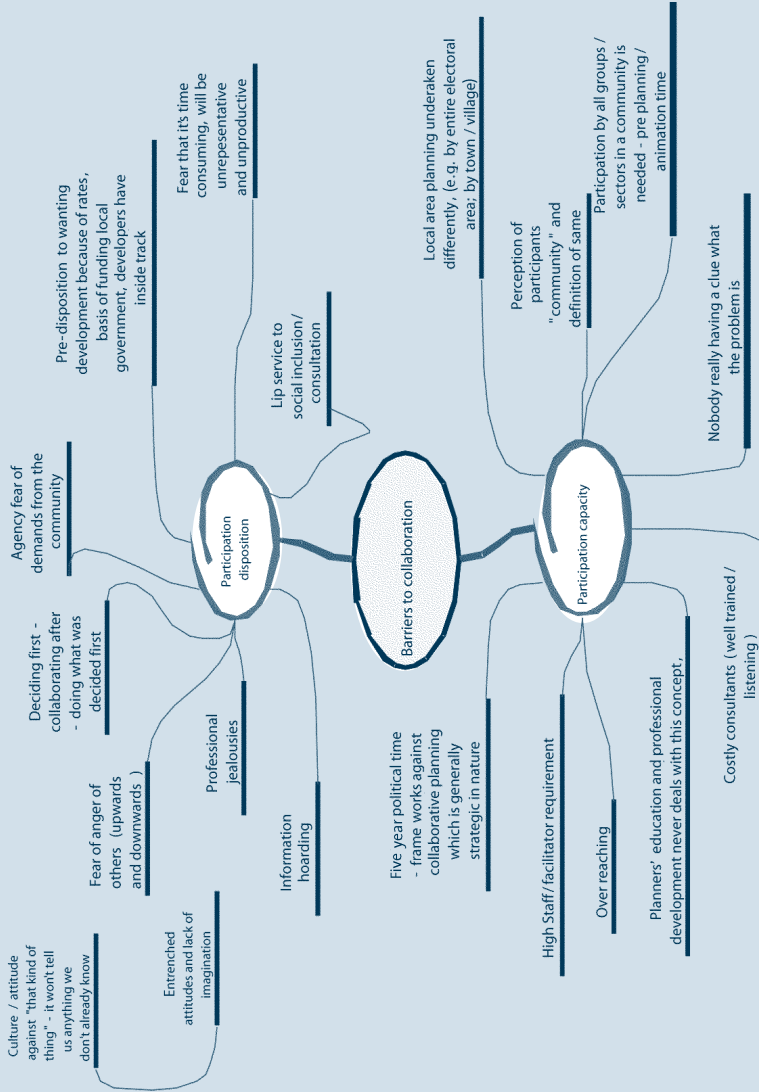 Barriers to collaboration
Participation
disposition
Culture / attitude
against "that kind of
thing" - it won't tell
us anything we
don't already know
Entrenched
attitudes and lack of
imagination
Fear of anger of
others (upwards
and downwards )
Deciding first -
collaborating after
- doing what was
decided first
Professional
jealousies
Information
hoarding
Agency fear of
demands from the
community
Pre-disposition to wanting
development because of rates,
basis of funding local
government, developers have
inside track
Fear that it's time
consuming, will be
unrepesentative
and unproductive
Lip service to
social inclusion/
consultation
Participation capacity
Five year political time
- frame works against
collaborative planning
which is generally
strategic in nature
High Staff/facilitator requirement
Over reaching
Planners' education and professional
development never deals with this concept,
Costly consultants (well trained /
listening )
Local area planning underaken
differently, (e.g. by entire electoral
area; by town / village)
Perception of
participants
"community" and
definition of same
Particpation by all groups /
sectors in a community is
needed - pre planning/
animation time
Nobody really having a clue what
the problem is